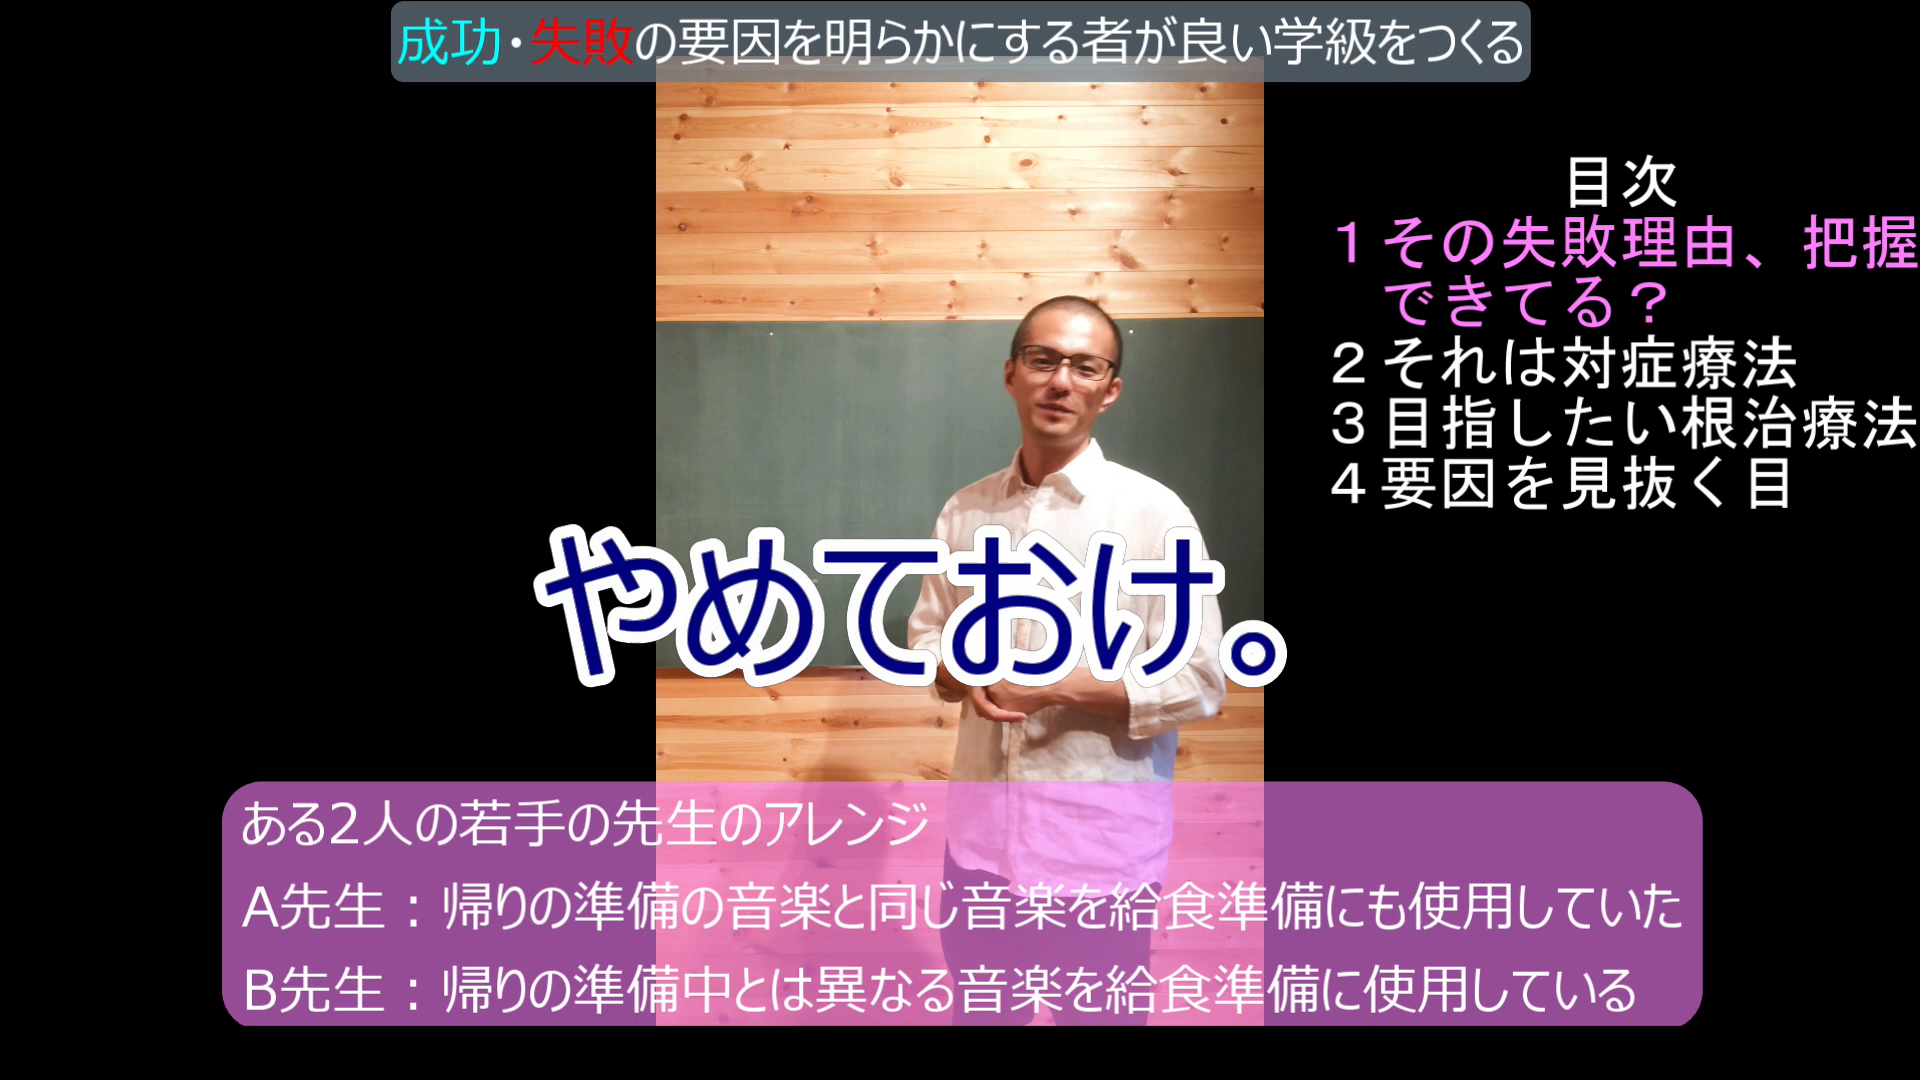 成功・失敗の要因を明らかにする者が良い学級をつくる
目次
１その失敗理由、把握
できてる？
２それは対症療法
３目指したい根治療法
４要因を見抜く目
やめておけ。
ある2人の若手の先生のアレンジ
A先生：帰りの準備の音楽と同じ音楽を給食準備にも使用していた
B先生：帰りの準備中とは異なる音楽を給食準備に使用している